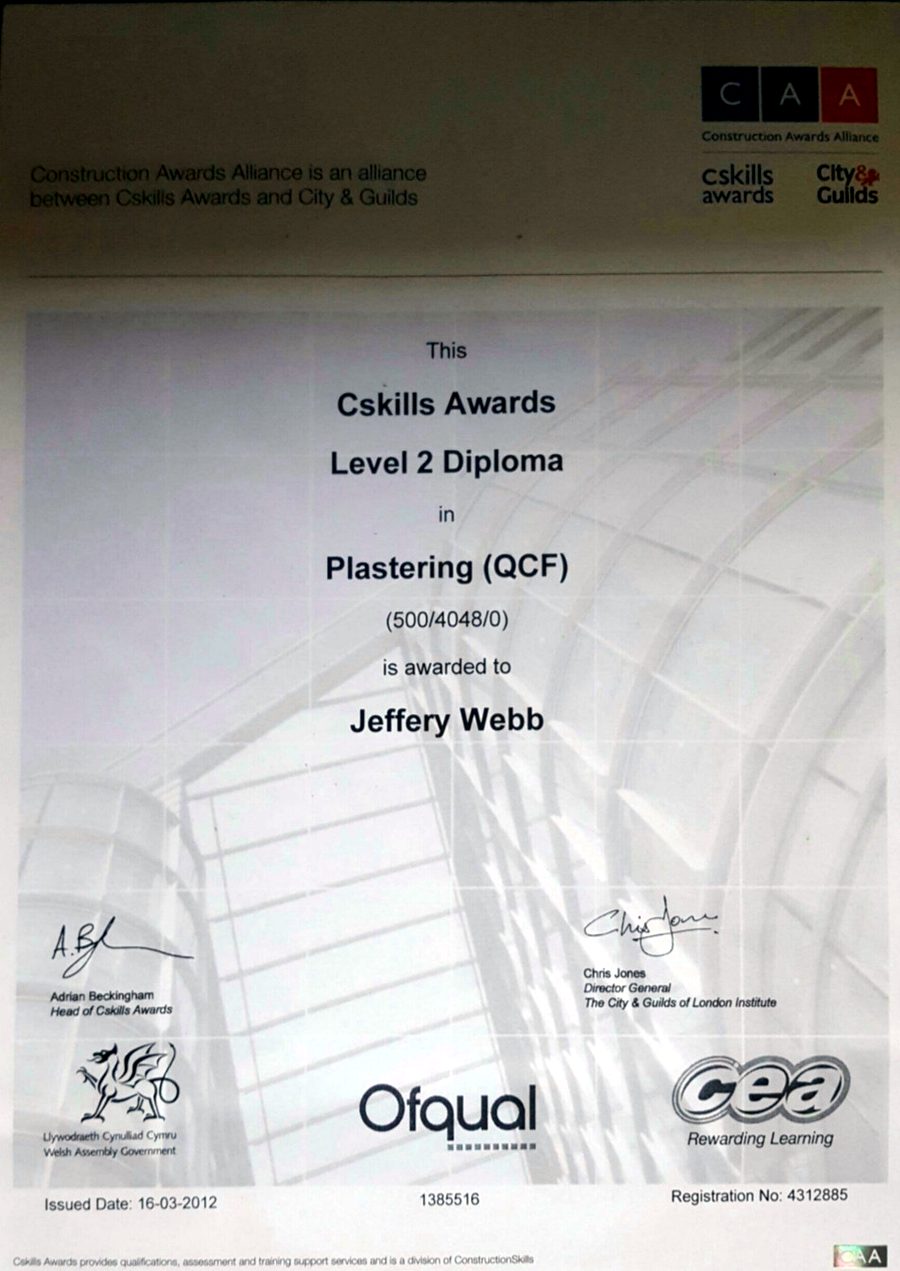 C A A
Construction Awards Alliance
Construction Awards Alliance is an alliance
between Cskills Awards and City & Guilds
cskills
awards
City&
Guilds
This
Cskills Awards
Level 2 Diploma
in
Plastering (QCF)
(500/4048/0)
is awarded to
Jeffery Webb
Adrian Beckingham
Head of Cskills Awards
Chris Jones
Chris Jones
Director General
The City & Guilds of London Institute
Llywodraeth Cynulliad Cymru
Welsh Assembly Government
Ofqual
cea
Rewarding Learning
Issued Date: 16-03-2012
1385516
Registration No: 4312885
Cskills Awards provides qualifications, assessment and training support services and is a division of ConstructionSkills
CAA